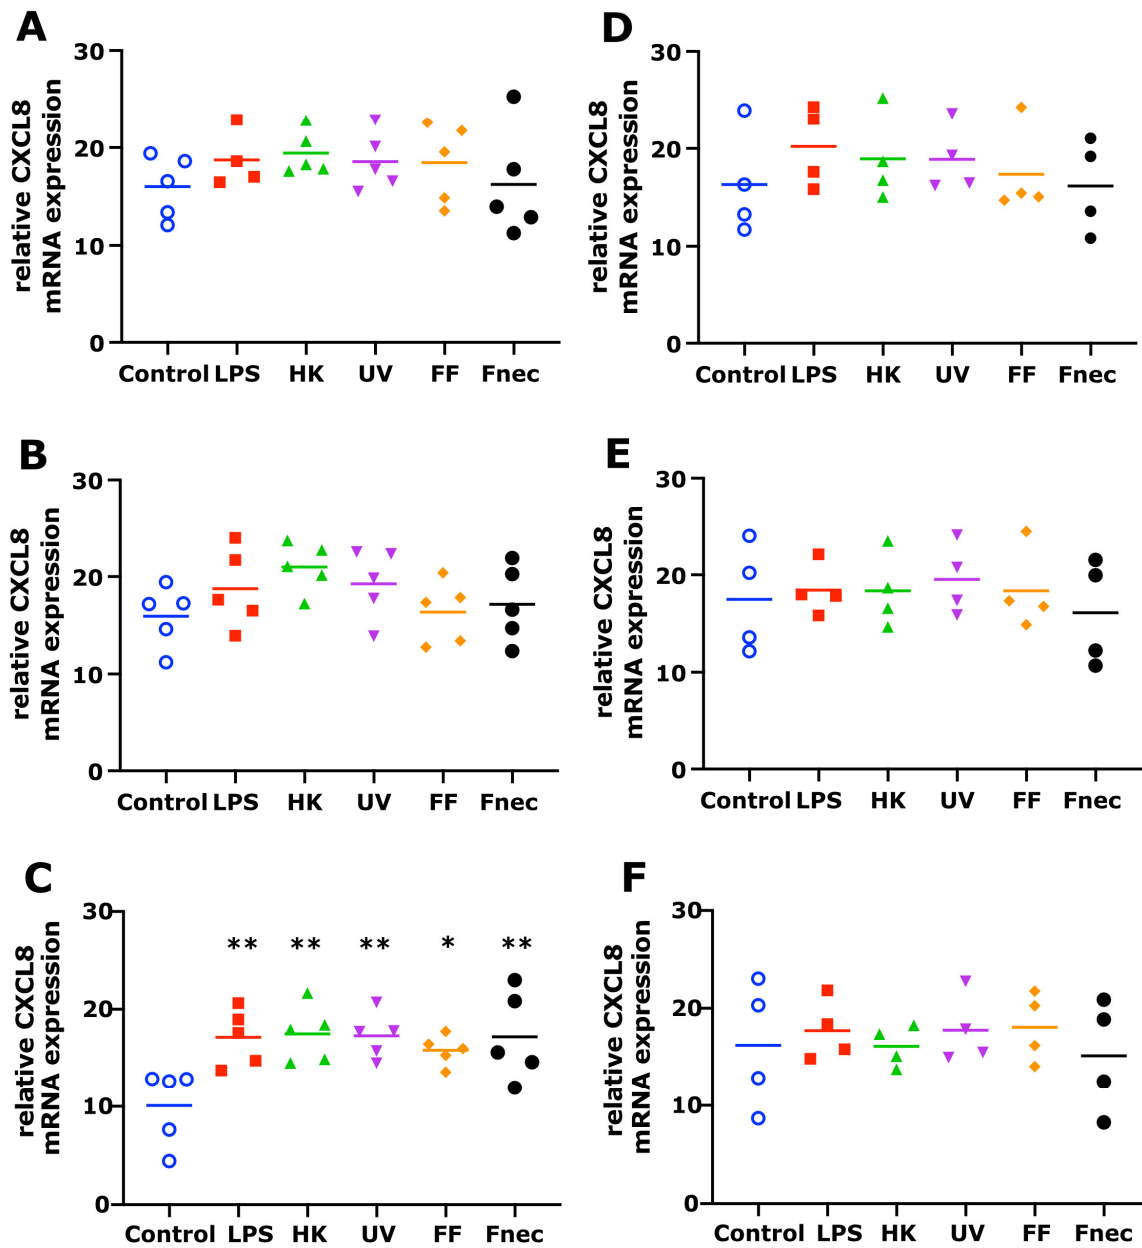 A
relative CXCL8
mRNA expression
30
20
10
0
Control LPS HK UV FF Fnec
D
relative CXCL8
mRNA expression
30
20
10
0
Control LPS HK UV FF Fnec
B
relative CXCL8
mRNA expression
30
20
10
0
Control LPS HK UV FF Fnec
E
relative CXCL8
mRNA expression
30
20
10
0
Control LPS HK UV FF Fnec
C
relative CXCL8
mRNA expression
30
20
10
0
** ** ** * **
Control LPS HK UV FF Fnec
F
relative CXCL8
mRNA expression
30
20
10
0
Control LPS HK UV FF Fnec